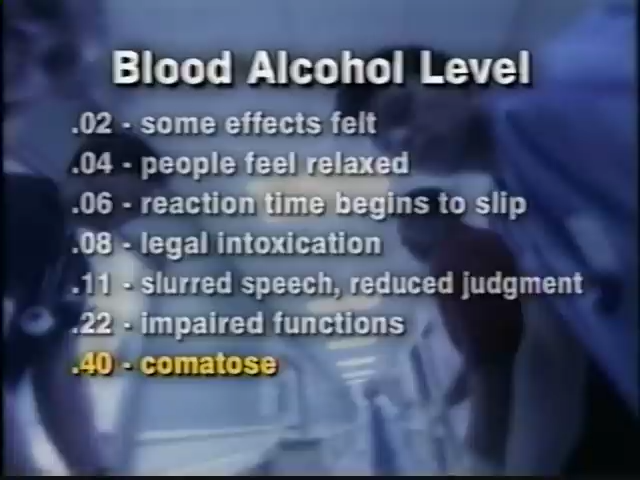 Blood Alcohol Level
.02 - some effects felt
.04 - people feel relaxed
.06 - reaction time begins to slip
.08 - legal intoxication
.11 - slurred speech, reduced judgment
.22 - impaired functions
.40 - comatose